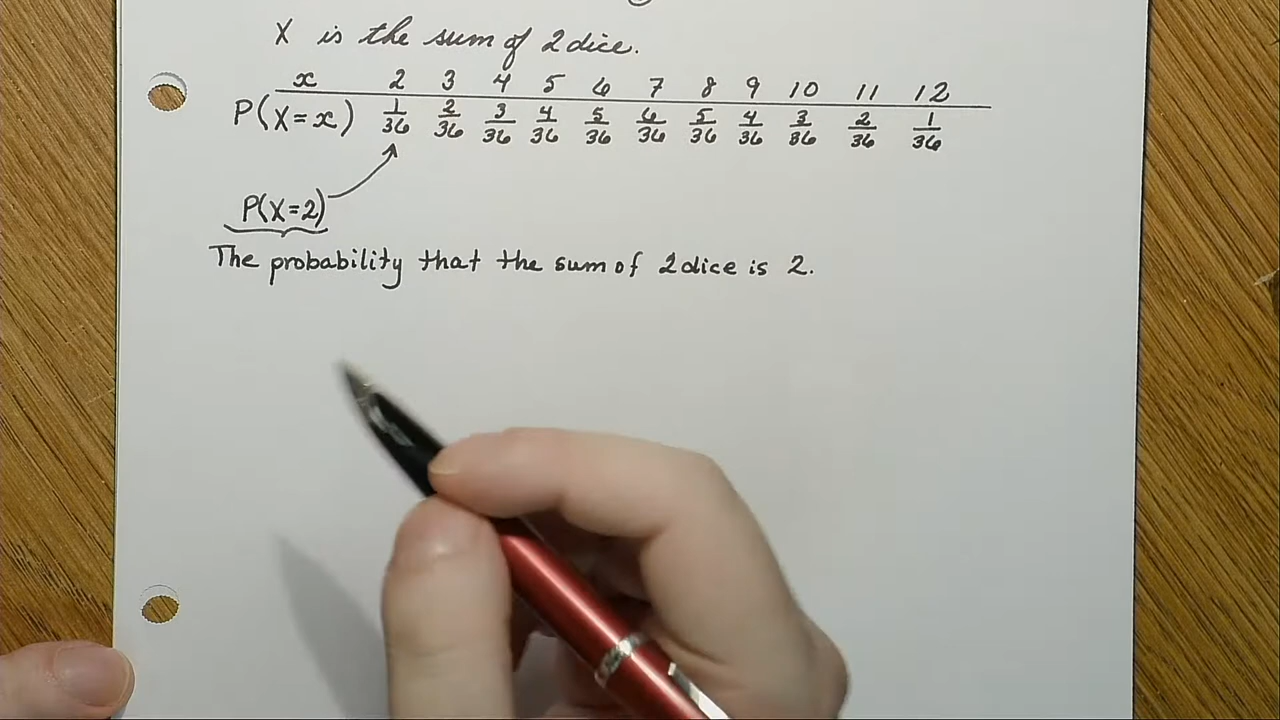 X is the sum of 2 dice.
x 2 3 4 5 6 7 8 9 10 11 12
P(X=x) 1/36 2/36 3/36 4/36 5/36 6/36 5/36 4/36 3/36 2/36 1/36
P(X=2)
The probability that the sum of 2 dice is 2.